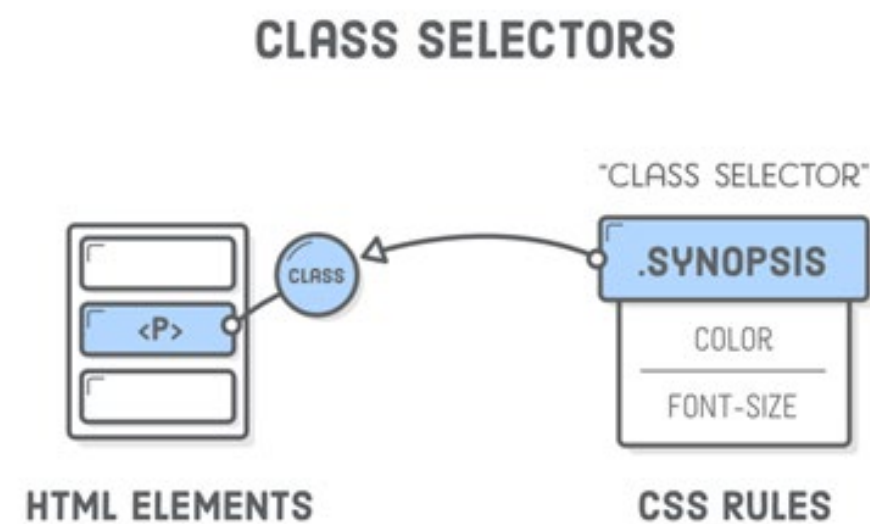 CLASS SELECTORS
"CLASS SELECTOR"
.SYNOPSIS
CLASS
<P>
COLOR
FONT-SIZE
HTML ELEMENTS
CSS RULES